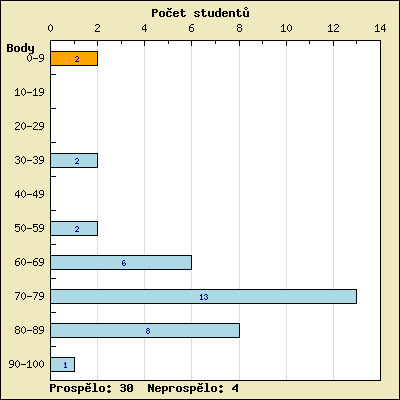 Počet studentů
0 2 4 6 8 10 12 14
Body
0-9 2
10-19
20-29
30-39 2
40-49
50-59 2
60-69 6
70-79 13
80-89 8
90-100 1
Prospělo: 30 Neprospělo: 4